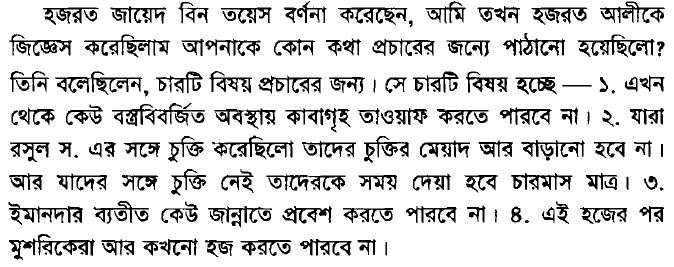 হজরত জায়েদ বিন তয়েস বর্ণনা করেছেন, আমি তখন হজরত আলীকে
জিজ্ঞেস করেছিলাম আপনাকে কোন কথা প্রচারের জন্যে পাঠানো হয়েছিলো?
তিনি বলেছিলেন, চারটি বিষয় প্রচারের জন্য। সে চারটি বিষয় হচ্ছে — ১. এখন
থেকে কেউ বস্ত্রবিবর্জিত অবস্থায় কাবাগৃহ তাওয়াফ করতে পারবে না। ২. যারা
রসুল স. এর সঙ্গে চুক্তি করেছিলো তাদের চুক্তির মেয়াদ আর বাড়ানো হবে না।
আর যাদের সঙ্গে চুক্তি নেই তাদেরকে সময় দেয়া হবে চারমাস মাত্র। ৩.
ইমানদার ব্যতীত কেউ জান্নাতে প্রবেশ করতে পারবে না। ৪. এই হজের পর
মুশরিকেরা আর কখনো হজ করতে পারবে না।